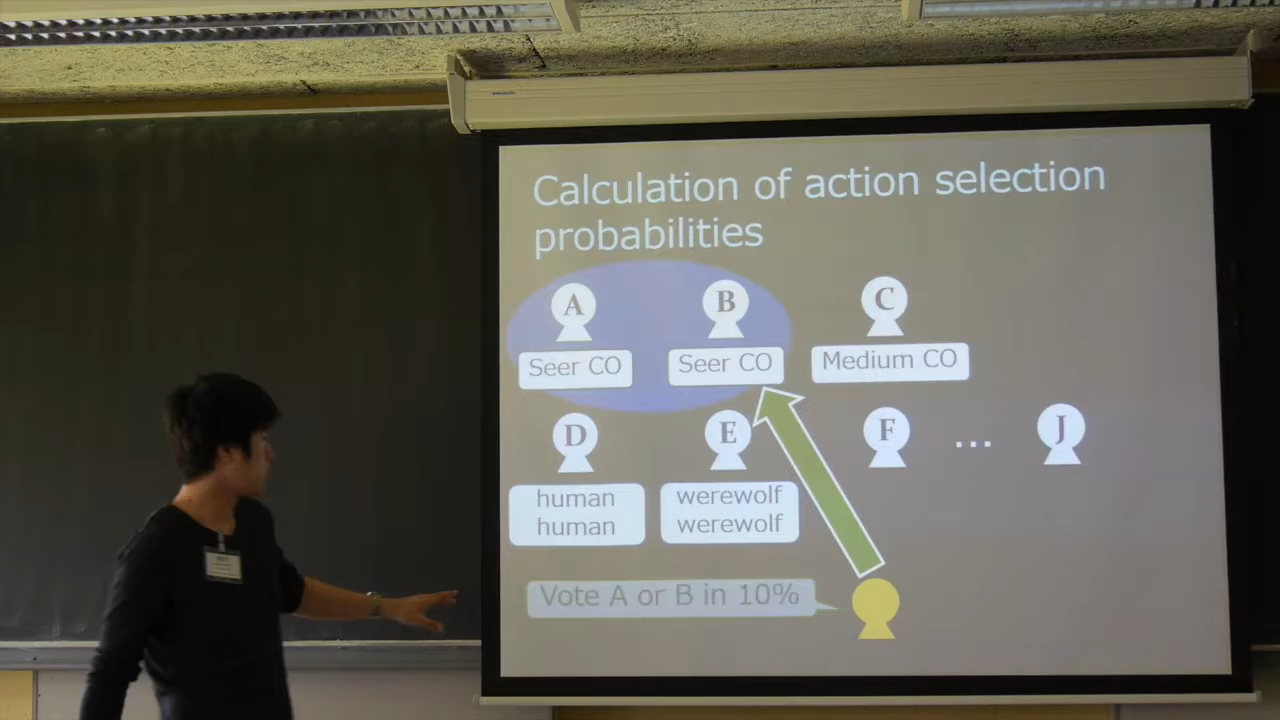 Calculation of action selection
probabilities
A
B
C
Seer CO
Seer CO
Medium CO
D
E
F
...
J
human
human
werewolf
werewolf
Vote A or B in 10%